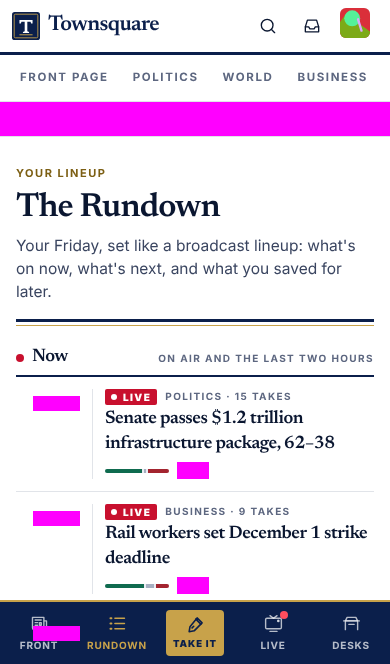 T Townsquare
FRONT PAGE POLITICS WORLD BUSINESS
YOUR LINEUP
The Rundown
Your Friday, set like a broadcast lineup: what's
on now, what's next, and what you saved for
later.
Now ON AIR AND THE LAST TWO HOURS
LIVE POLITICS · 15 TAKES
Senate passes $1.2 trillion
infrastructure package, 62–38
LIVE BUSINESS · 9 TAKES
Rail workers set December 1 strike
deadline
FRONT RUNDOWN TAKE IT LIVE DESKS